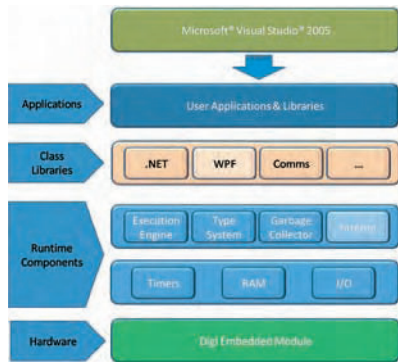 Microsoft® Visual Studio® 2005
Applications
User Applications & Libraries
Class
Libraries
.NET
WPF
Comms
...
Runtime
Components
Execution
Engine
Type
System
Garbage
Collector
Timers
RAM
I/O
Hardware
Digi Embedded Module